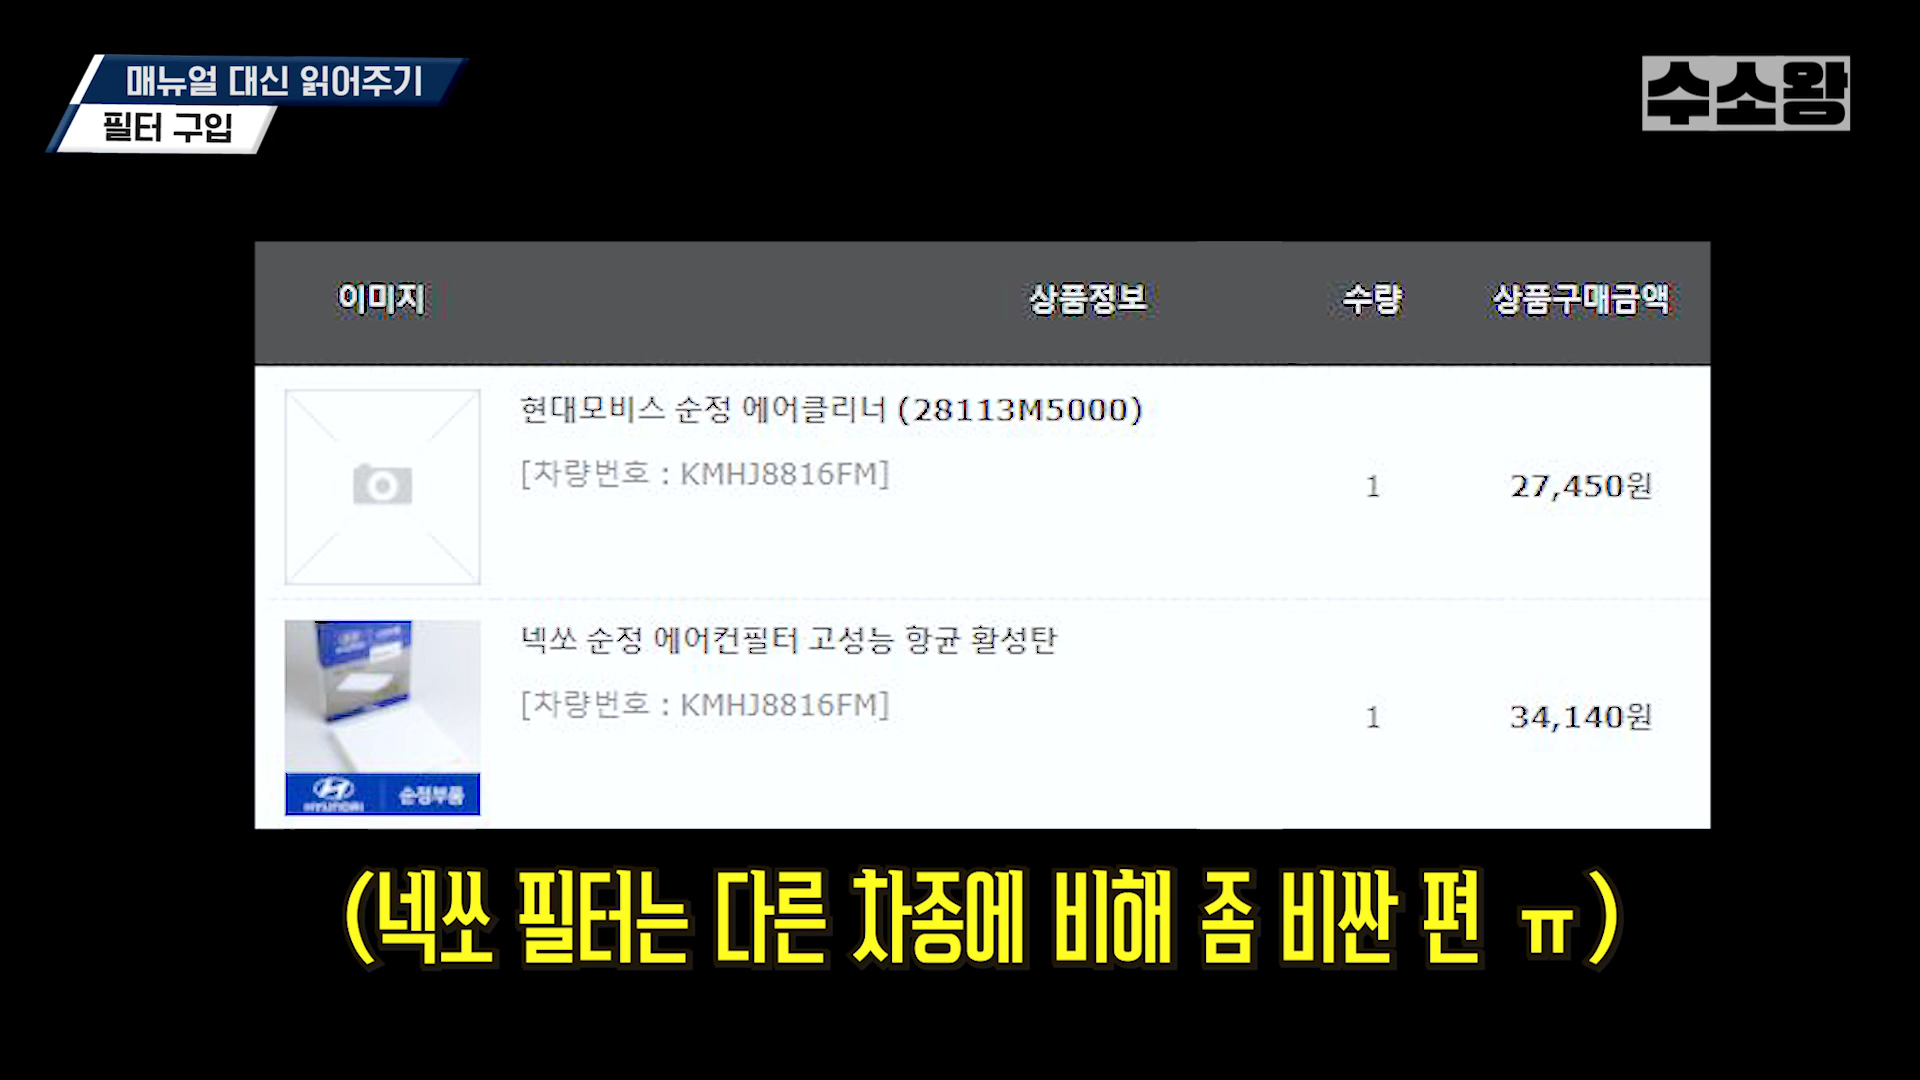 매뉴얼 대신 읽어주기
필터 구입
수소왕
이미지 상품정보 수량 상품구매금액
현대모비스 순정 에어클리너 (28113M5000)
[차량번호 : KMHJ8816FM]
1 27,450원
넥쏘 순정 에어컨필터 고성능 항균 활성탄
[차량번호 : KMHJ8816FM]
1 34,140원
HYUNDAI 순정부품
(넥쏘 필터는 다른 차종에 비해 좀 비싼 편 ㅠ)